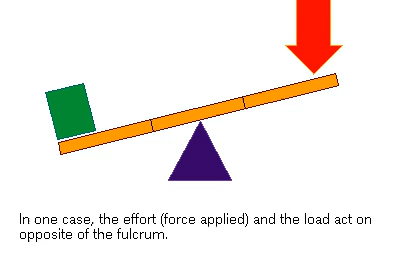 In one case, the effort (force applied) and the load act on
opposite of the fulcrum.